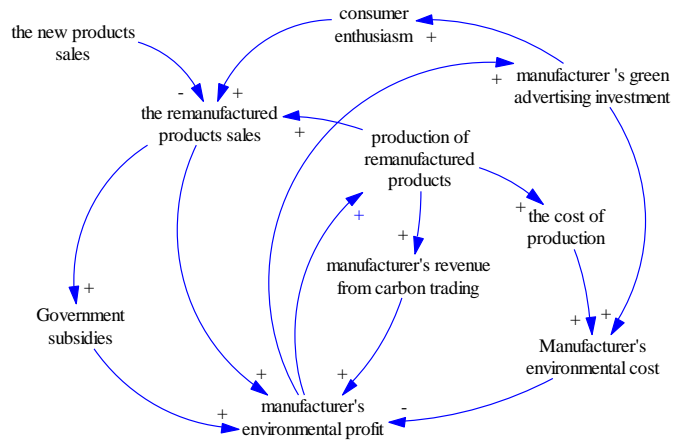 consumer
enthusiasm
+
the new products
sales
manufacturer 's green
advertising investment
+
-
+
the remanufactured
products sales
+
production of
remanufactured
products
+
+
the cost of
production
+
manufacturer's revenue
from carbon trading
+
Government
subsidies
+
+
Manufacturer's
environmental cost
+
+
manufacturer's
environmental profit
+
-